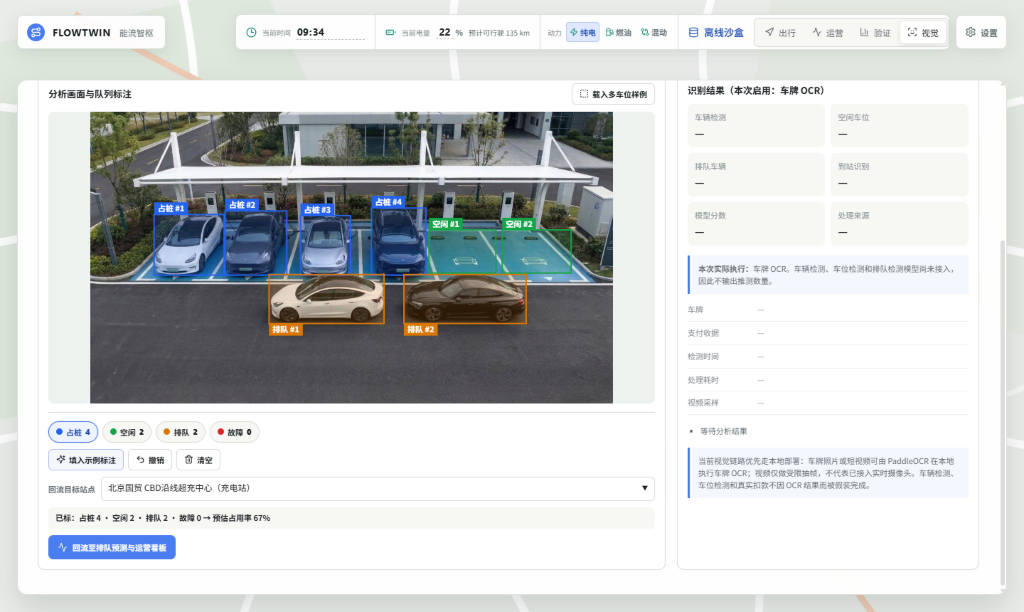 FLOWTWIN 能流智枢
当前时间 09:34
当前电量 22 % 预计可行驶 135 km
动力 纯电 燃油 混动
离线沙盒
出行 运营 验证 视觉
设置
分析画面与队列标注
载入多车位样例
占桩 #1
占桩 #2
占桩 #3
占桩 #4
空闲 #1
空闲 #2
排队 #1
排队 #2
占桩 4 空闲 2 排队 2 故障 0
填入示例标注 撤销 清空
回流目标站点 北京国贸 CBD沿线超充中心（充电站）
已标：占桩 4 · 空闲 2 · 排队 2 · 故障 0 → 预估占用率 67%
回流至排队预测与运营看板
识别结果（本次启用：车牌 OCR）
车辆检测
—
空闲车位
—
排队车辆
—
到站识别
—
模型分数
—
处理来源
—
本次实际执行：车牌 OCR。车辆检测、车位检测和排队检测模型尚未接入，
因此不输出推测数量。
车牌 —
支付收据 —
检测时间 —
处理耗时 —
视频采样 —
• 等待分析结果
当前视觉链路优先走本地部署：车牌照片或短视频可由 PaddleOCR 在本地
执行车牌 OCR；视频仅做受限抽帧，不代表已接入实时摄像头。车辆检测、
车位检测和真实扣款不因 OCR 结果而被假装完成。